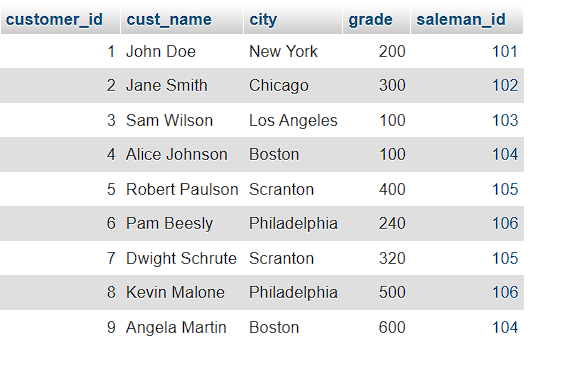 customer_id cust_name city grade saleman_id
1 John Doe New York 200 101
2 Jane Smith Chicago 300 102
3 Sam Wilson Los Angeles 100 103
4 Alice Johnson Boston 100 104
5 Robert Paulson Scranton 400 105
6 Pam Beesly Philadelphia 240 106
7 Dwight Schrute Scranton 320 105
8 Kevin Malone Philadelphia 500 106
9 Angela Martin Boston 600 104